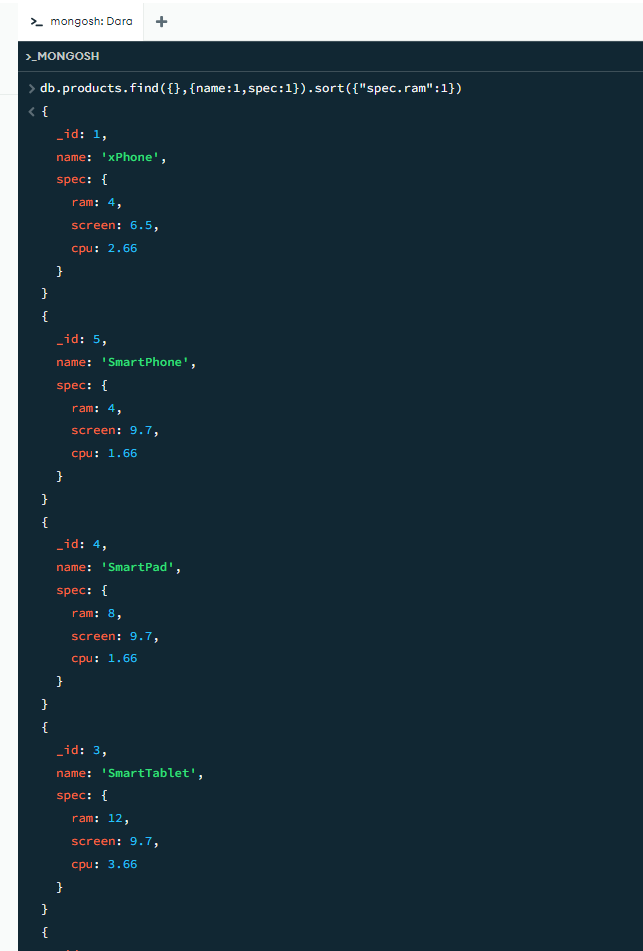 >_ mongosh: Dara +
>_MONGOSH
> db.products.find({},{name:1,spec:1}).sort({"spec.ram":1})
< {
_id: 1,
name: 'xPhone',
spec: {
ram: 4,
screen: 6.5,
cpu: 2.66
}
}
{
_id: 5,
name: 'SmartPhone',
spec: {
ram: 4,
screen: 9.7,
cpu: 1.66
}
}
{
_id: 4,
name: 'SmartPad',
spec: {
ram: 8,
screen: 9.7,
cpu: 1.66
}
}
{
_id: 3,
name: 'SmartTablet',
spec: {
ram: 12,
screen: 9.7,
cpu: 3.66
}
}
{